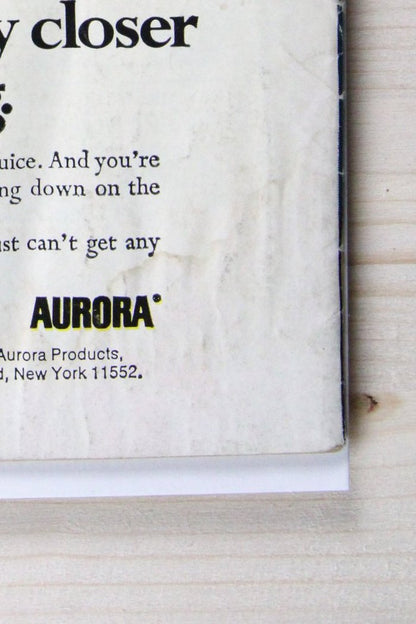 y closer
uice. And you're
ng down on the
ust can't get any
AURORA®
Aurora Products,
d, New York 11552.